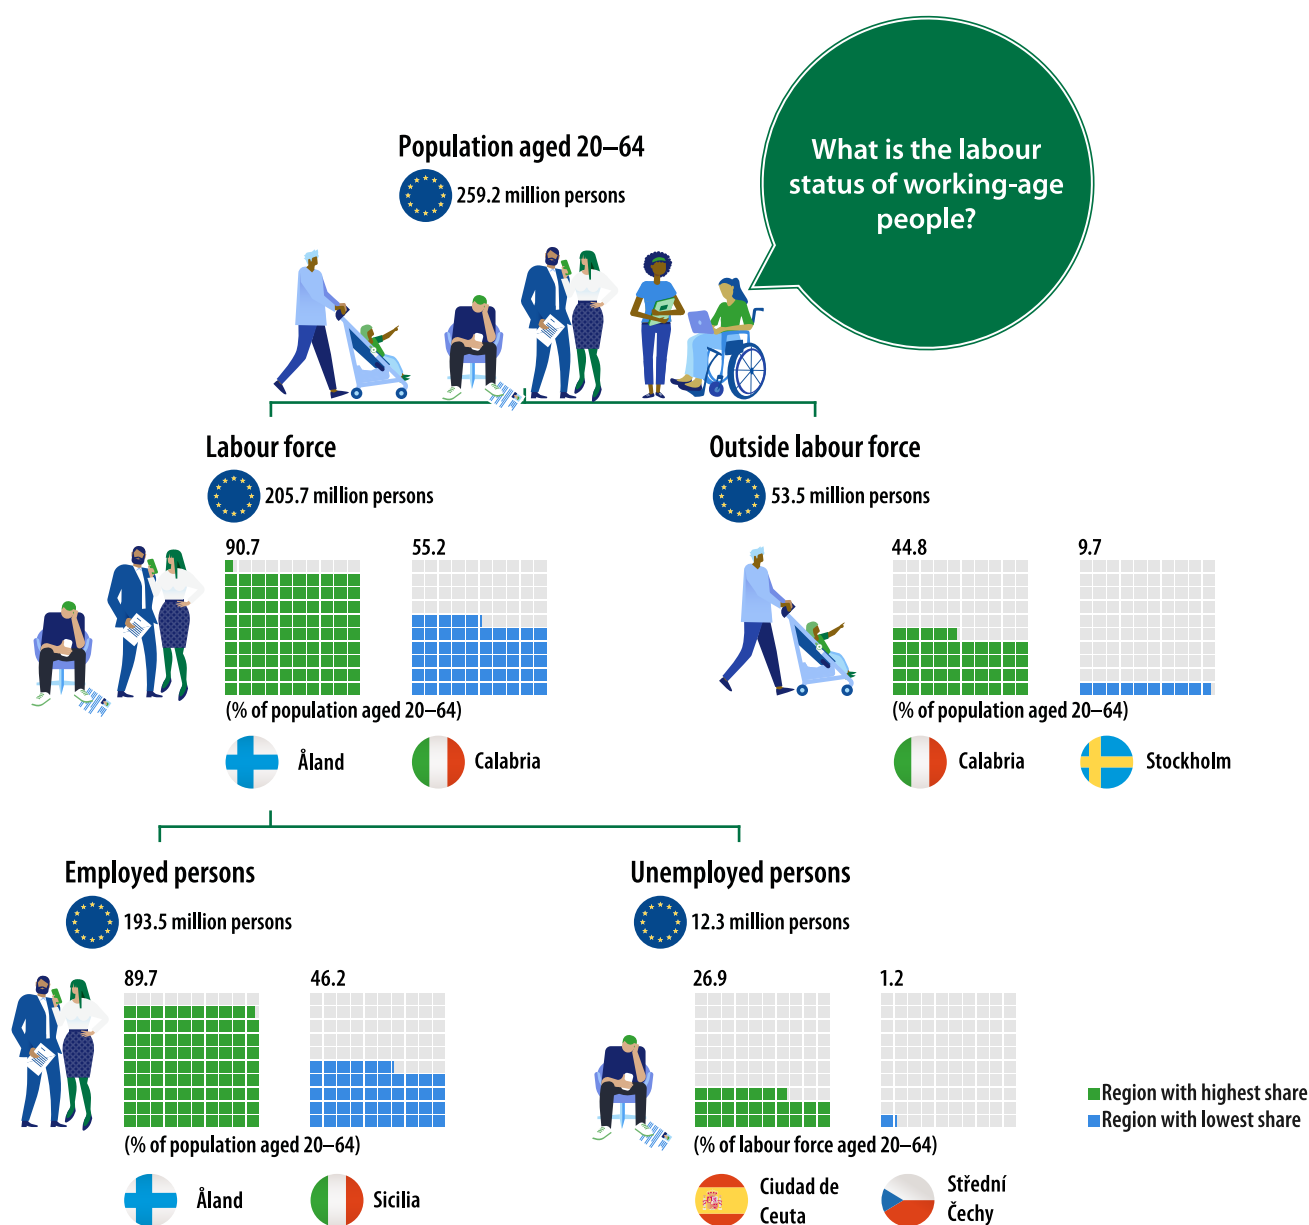 What is the labour
status of working-age
people?
Population aged 20–64
259.2 million persons
Labour force
205.7 million persons
90.7
55.2
(% of population aged 20–64)
Åland
Calabria
Outside labour force
53.5 million persons
44.8
9.7
(% of population aged 20–64)
Calabria
Stockholm
Employed persons
193.5 million persons
89.7
46.2
(% of population aged 20–64)
Åland
Sicilia
Unemployed persons
12.3 million persons
26.9
1.2
(% of labour force aged 20–64)
Ciudad de
Ceuta
Střední
Čechy
Region with highest share
Region with lowest share